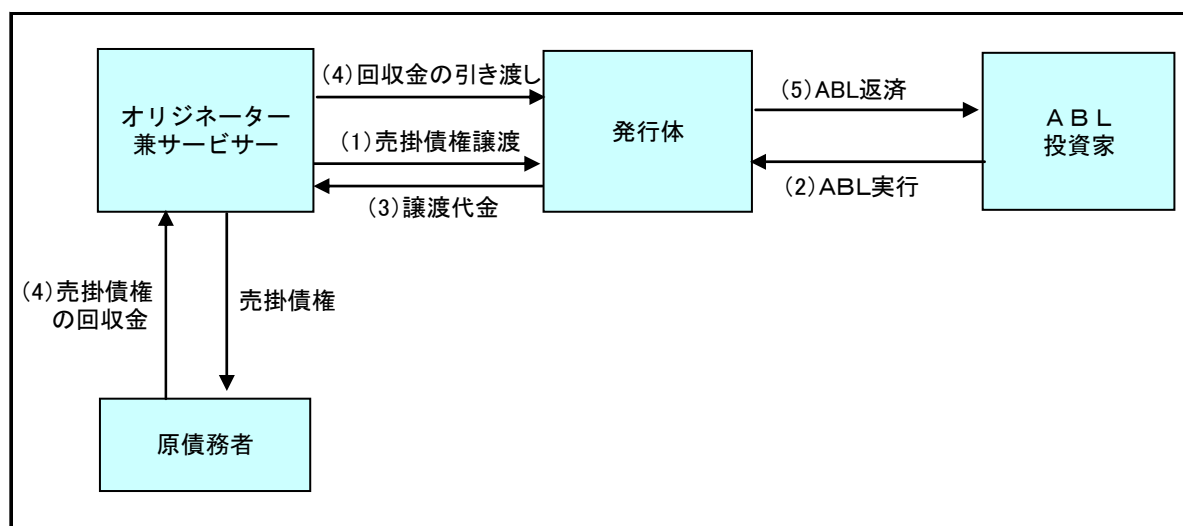 オリジネーター
兼サービサー
(4)回収金の引き渡し
(1)売掛債権譲渡
(3)譲渡代金
発行体
(5)ABL返済
(2)ABL実行
ＡＢＬ
投資家
(4)売掛債権
の回収金
売掛債権
原債務者